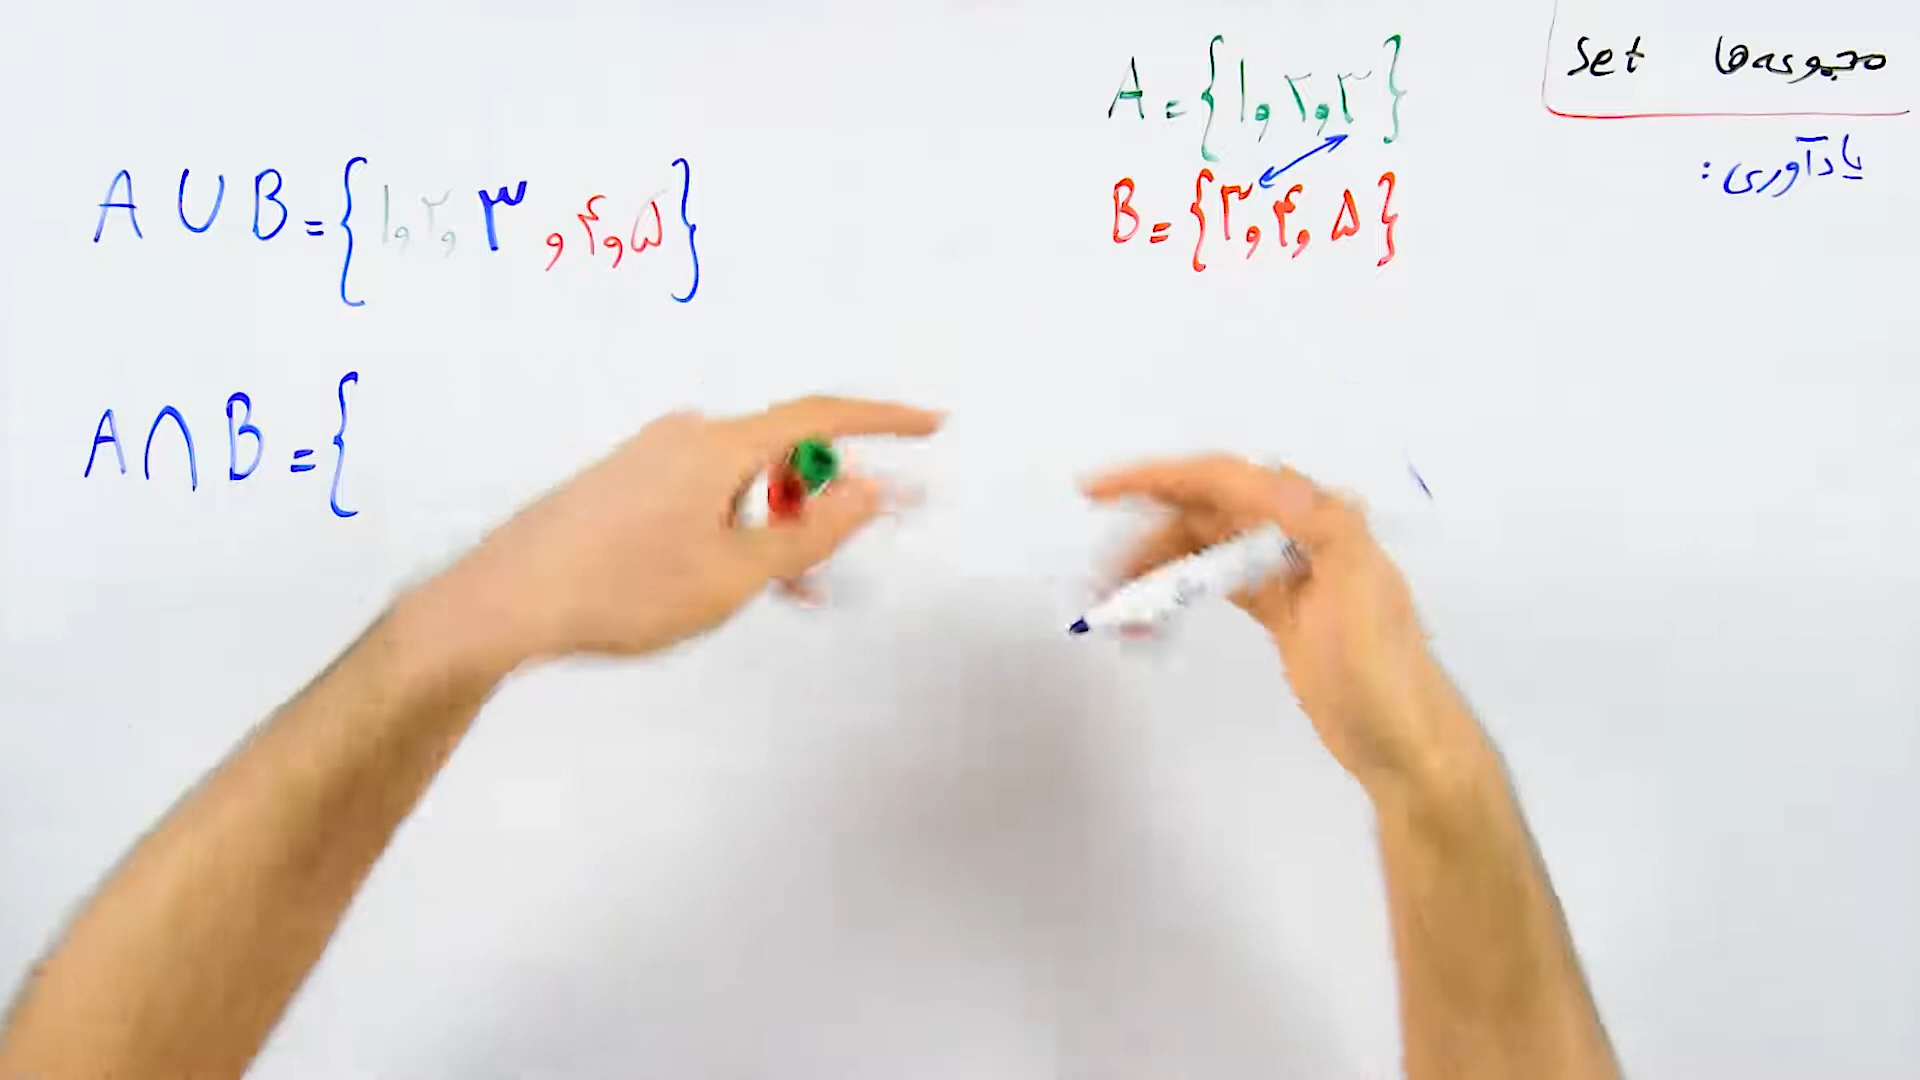 مجموعه‌ها Set
یادآوری:
A = {۱, ۲, ۳}
B = {۳, ۴, ۵}
A ∪ B = {۱, ۲, ۳, ۴, ۵}
A ∩ B = {